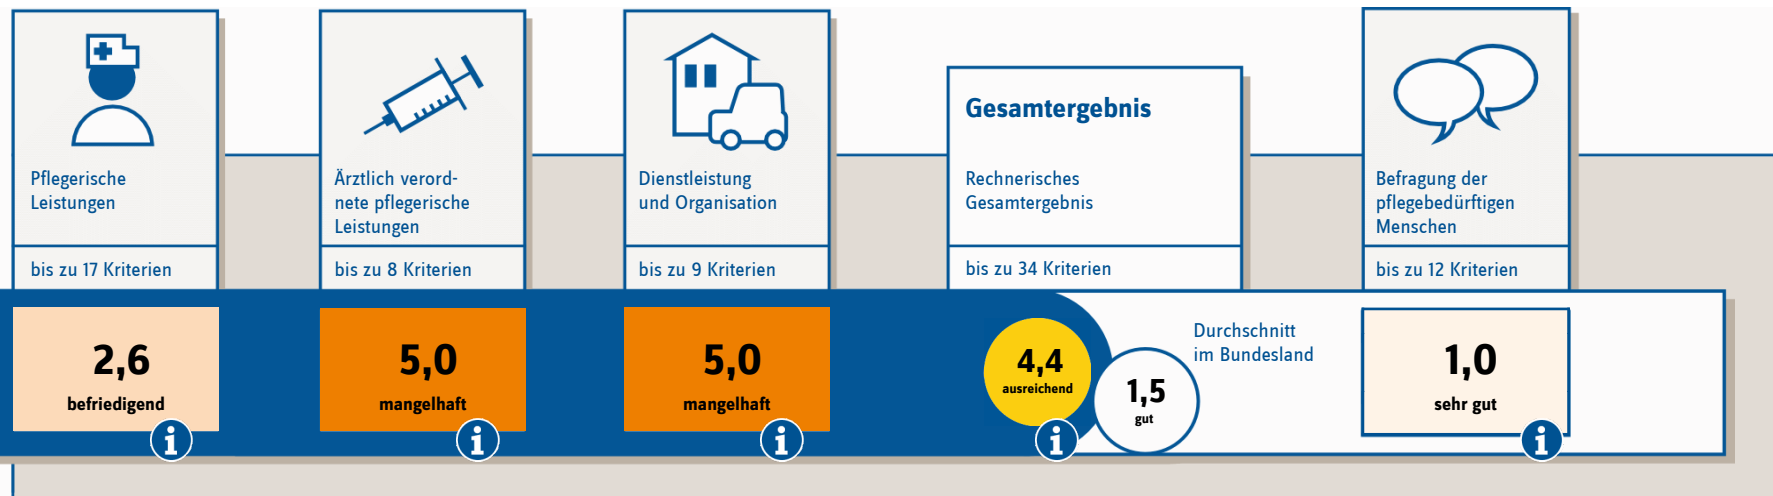 Pflegerische
Leistungen
bis zu 17 Kriterien
2,6
befriedigend
i
Ärztlich verord-
nete pflegerische
Leistungen
bis zu 8 Kriterien
5,0
mangelhaft
i
Dienstleistung
und Organisation
bis zu 9 Kriterien
5,0
mangelhaft
i
Gesamtergebnis
Rechnerisches
Gesamtergebnis
bis zu 34 Kriterien
4,4
ausreichend
i
1,5
gut
Durchschnitt
im Bundesland
Befragung der
pflegebedürftigen
Menschen
bis zu 12 Kriterien
1,0
sehr gut
i